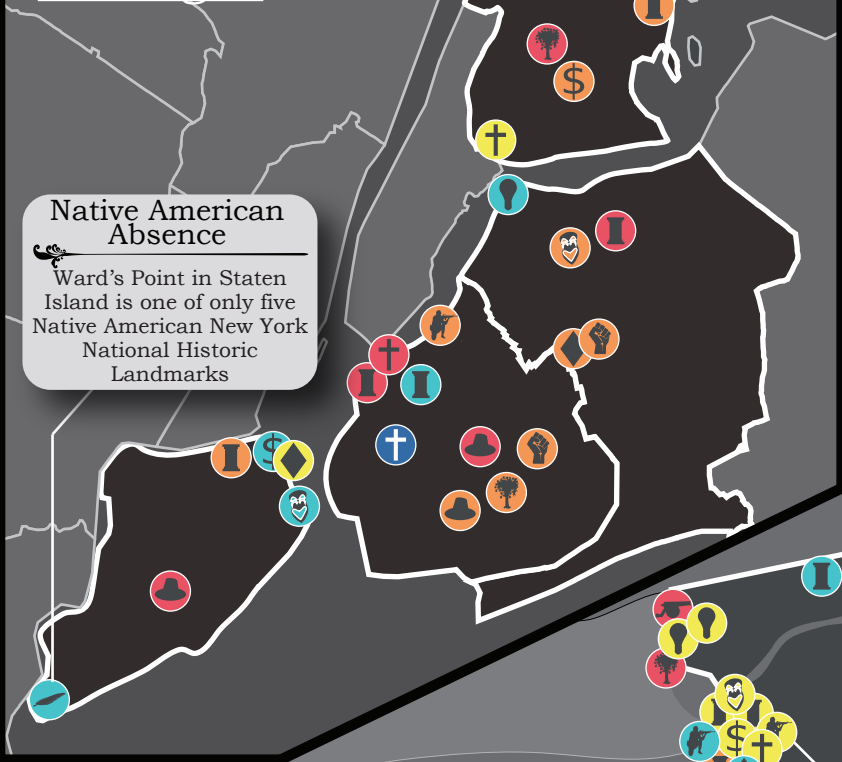 $
Native American
Absence
Ward's Point in Staten
Island is one of only five
Native American New York
National Historic
Landmarks
$
$